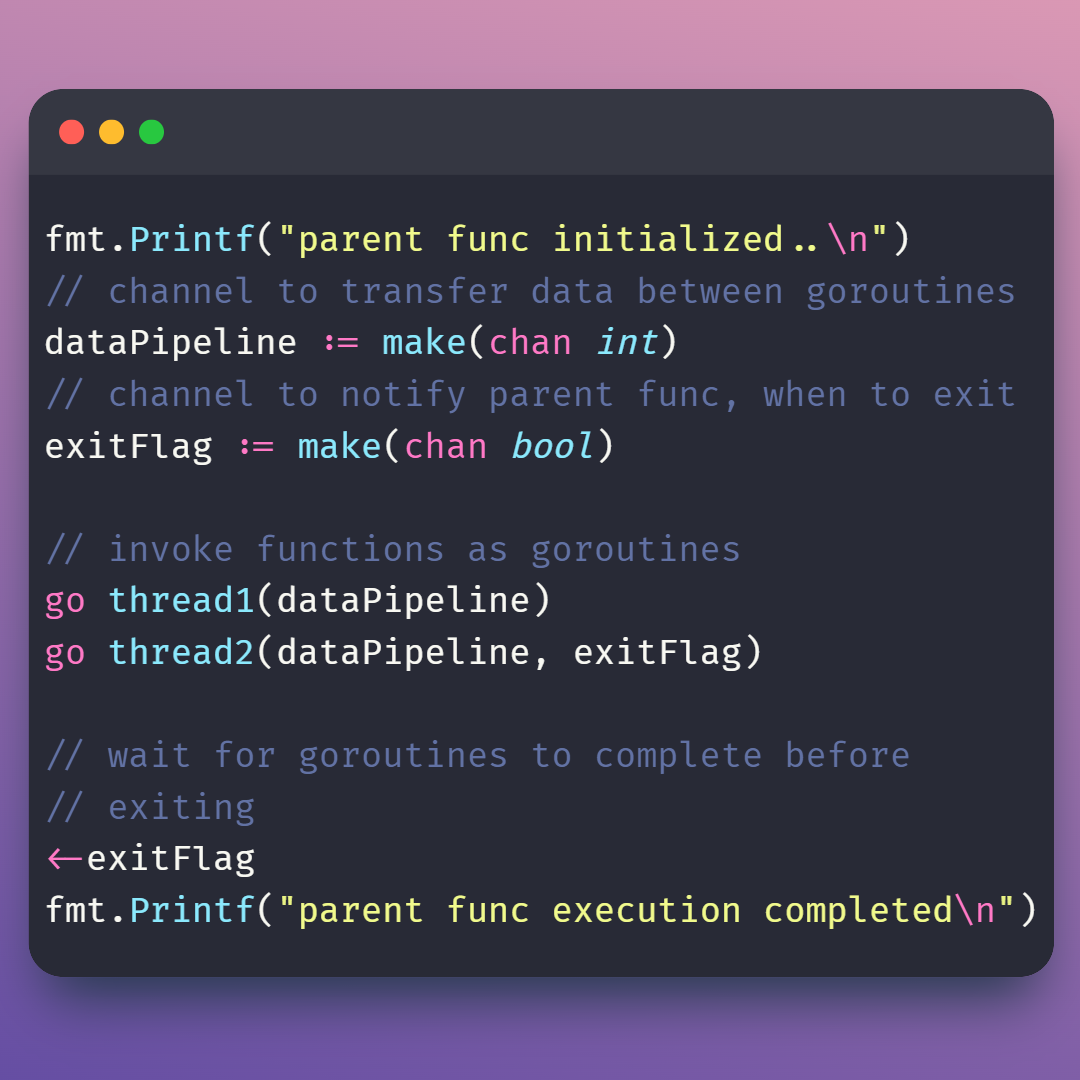 fmt.Printf("parent func initialized..\n")
// channel to transfer data between goroutines
dataPipeline := make(chan int)
// channel to notify parent func, when to exit
exitFlag := make(chan bool)
// invoke functions as goroutines
go thread1(dataPipeline)
go thread2(dataPipeline, exitFlag)
// wait for goroutines to complete before
// exiting
<-exitFlag
fmt.Printf("parent func execution completed\n")